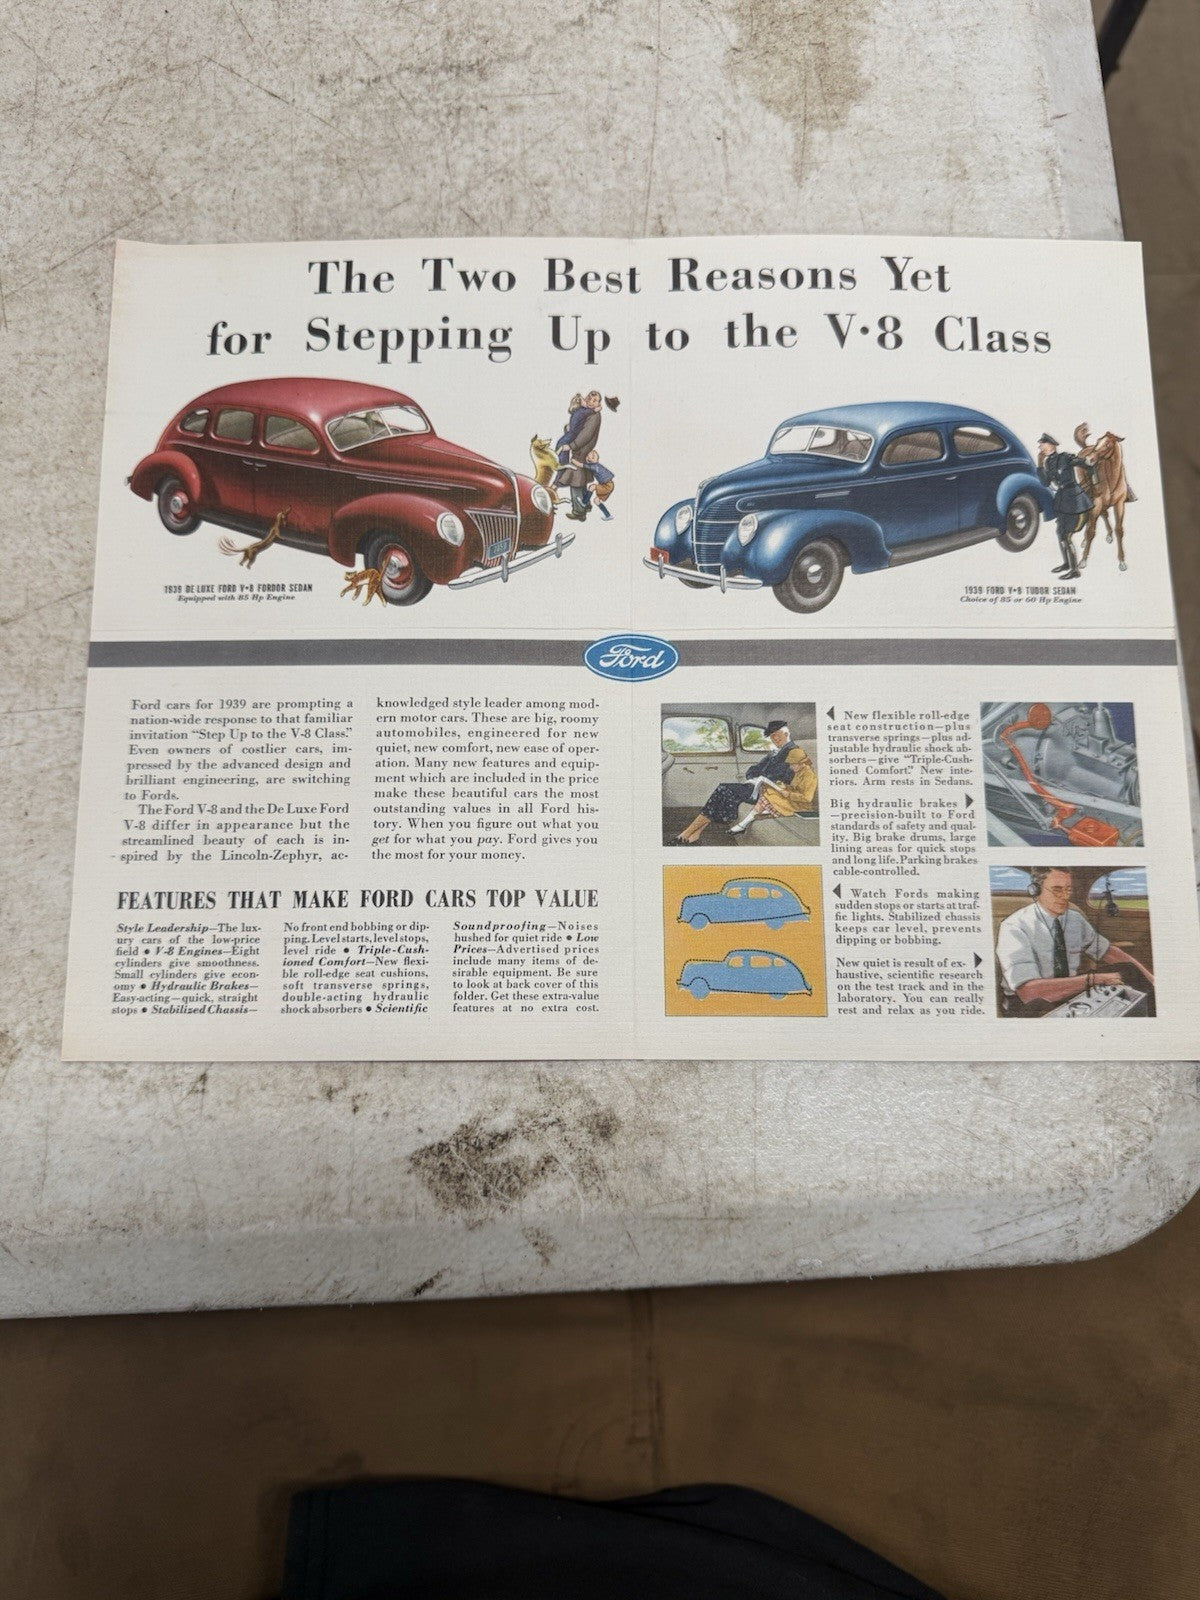 The Two Best Reasons Yet
for Stepping Up to the V·8 Class
1939 DE LUXE FORD V·8 FORDOR SEDAN
Equipped with 85 Hp Engine
1939 FORD V·8 TUDOR SEDAN
Choice of 85 or 60 Hp Engine
Ford
Ford cars for 1939 are prompting a
nation-wide response to that familiar
invitation “Step Up to the V-8 Class.”
Even owners of costlier cars, im-
pressed by the advanced design and
brilliant engineering, are switching
to Fords.
The Ford V-8 and the De Luxe Ford
V-8 differ in appearance but the
streamlined beauty of each is in-
spired by the Lincoln-Zephyr, ac-
knowledged style leader among mod-
ern motor cars. These are big, roomy
automobiles, engineered for new
quiet, new comfort, new ease of oper-
ation. Many new features and equip-
ment which are included in the price
make these beautiful cars the most
outstanding values in all Ford his-
tory. When you figure out what you
get for what you pay. Ford gives you
the most for your money.
FEATURES THAT MAKE FORD CARS TOP VALUE
Style Leadership—The lux-
ury cars of the low-price
field • V-8 Engines—Eight
cylinders give smoothness.
Small cylinders give econ-
omy • Hydraulic Brakes—
Easy-acting—quick, straight
stops • Stabilized Chassis—
No front end bobbing or dip-
ping. Level starts, level stops,
level ride • Triple-Cush-
ioned Comfort—New flexi-
ble roll-edge seat cushions,
soft transverse springs,
double-acting hydraulic
shock absorbers • Scientific
Soundproofing—Noises
hushed for quiet ride • Low
Prices—Advertised prices
include many items of de-
sirable equipment. Be sure
to look at back cover of this
folder. Get these extra-value
features at no extra cost.
◀ New flexible roll-edge
seat construction—plus
transverse springs—plus ad-
justable hydraulic shock ab-
sorbers—give “Triple-Cush-
ioned Comfort.” New inte-
riors. Arm rests in Sedans.
Big hydraulic brakes ▶
—precision-built to Ford
standards of safety and qual-
ity. Big brake drums, large
lining areas for quick stops
and long life. Parking brakes
cable-controlled.
◀ Watch Fords making
sudden stops or starts at traf-
fic lights. Stabilized chassis
keeps car level, prevents
dipping or bobbing.
New quiet is result of ex- ▶
haustive, scientific research
on the test track and in the
laboratory. You can really
rest and relax as you ride.